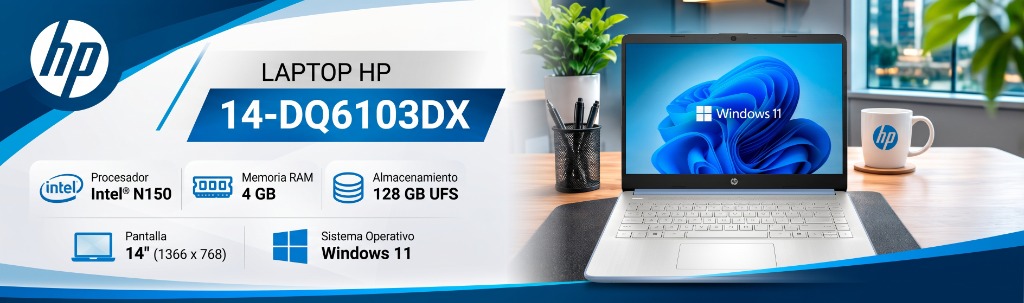 hp
LAPTOP HP
14-DQ6103DX
intel
Procesador
Intel® N150
Memoria RAM
4 GB
Almacenamiento
128 GB UFS
Pantalla
14" (1366 x 768)
Sistema Operativo
Windows 11
Windows 11
hp
hp